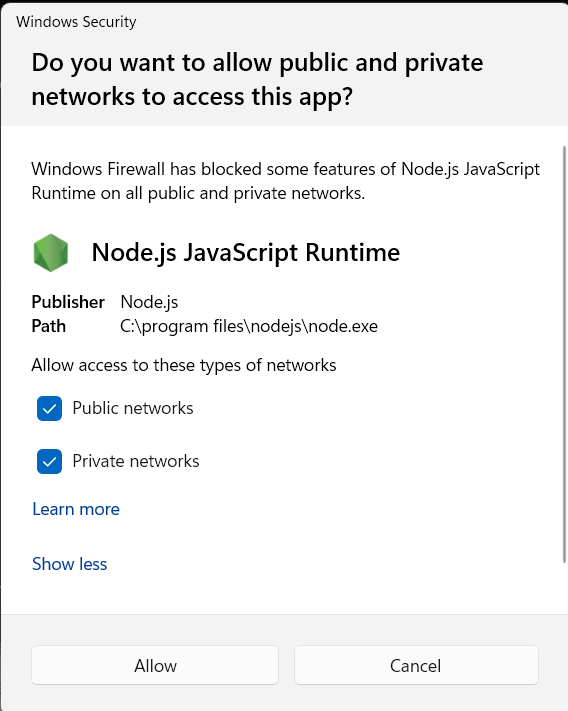 Windows Security
Do you want to allow public and private
networks to access this app?
Windows Firewall has blocked some features of Node.js JavaScript
Runtime on all public and private networks.
Node.js JavaScript Runtime
Publisher Node.js
Path C:\program files\nodejs\node.exe
Allow access to these types of networks
Public networks
Private networks
Learn more
Show less
Allow Cancel